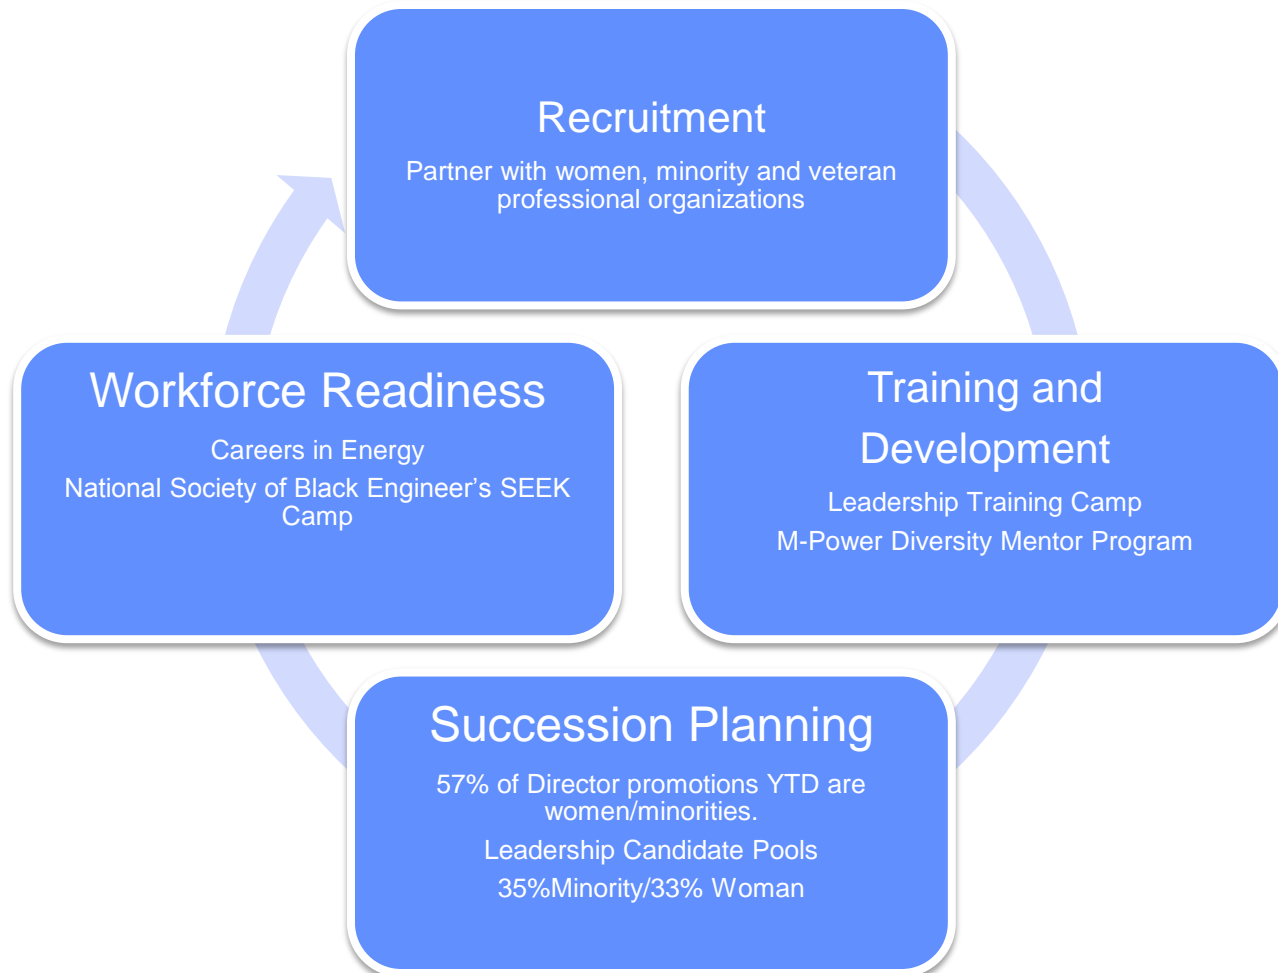 Recruitment
Partner with women, minority and veteran
professional organizations
Workforce Readiness
Careers in Energy
National Society of Black Engineer’s SEEK
Camp
Training and
Development
Leadership Training Camp
M-Power Diversity Mentor Program
Succession Planning
57% of Director promotions YTD are
women/minorities.
Leadership Candidate Pools
35%Minority/33% Woman